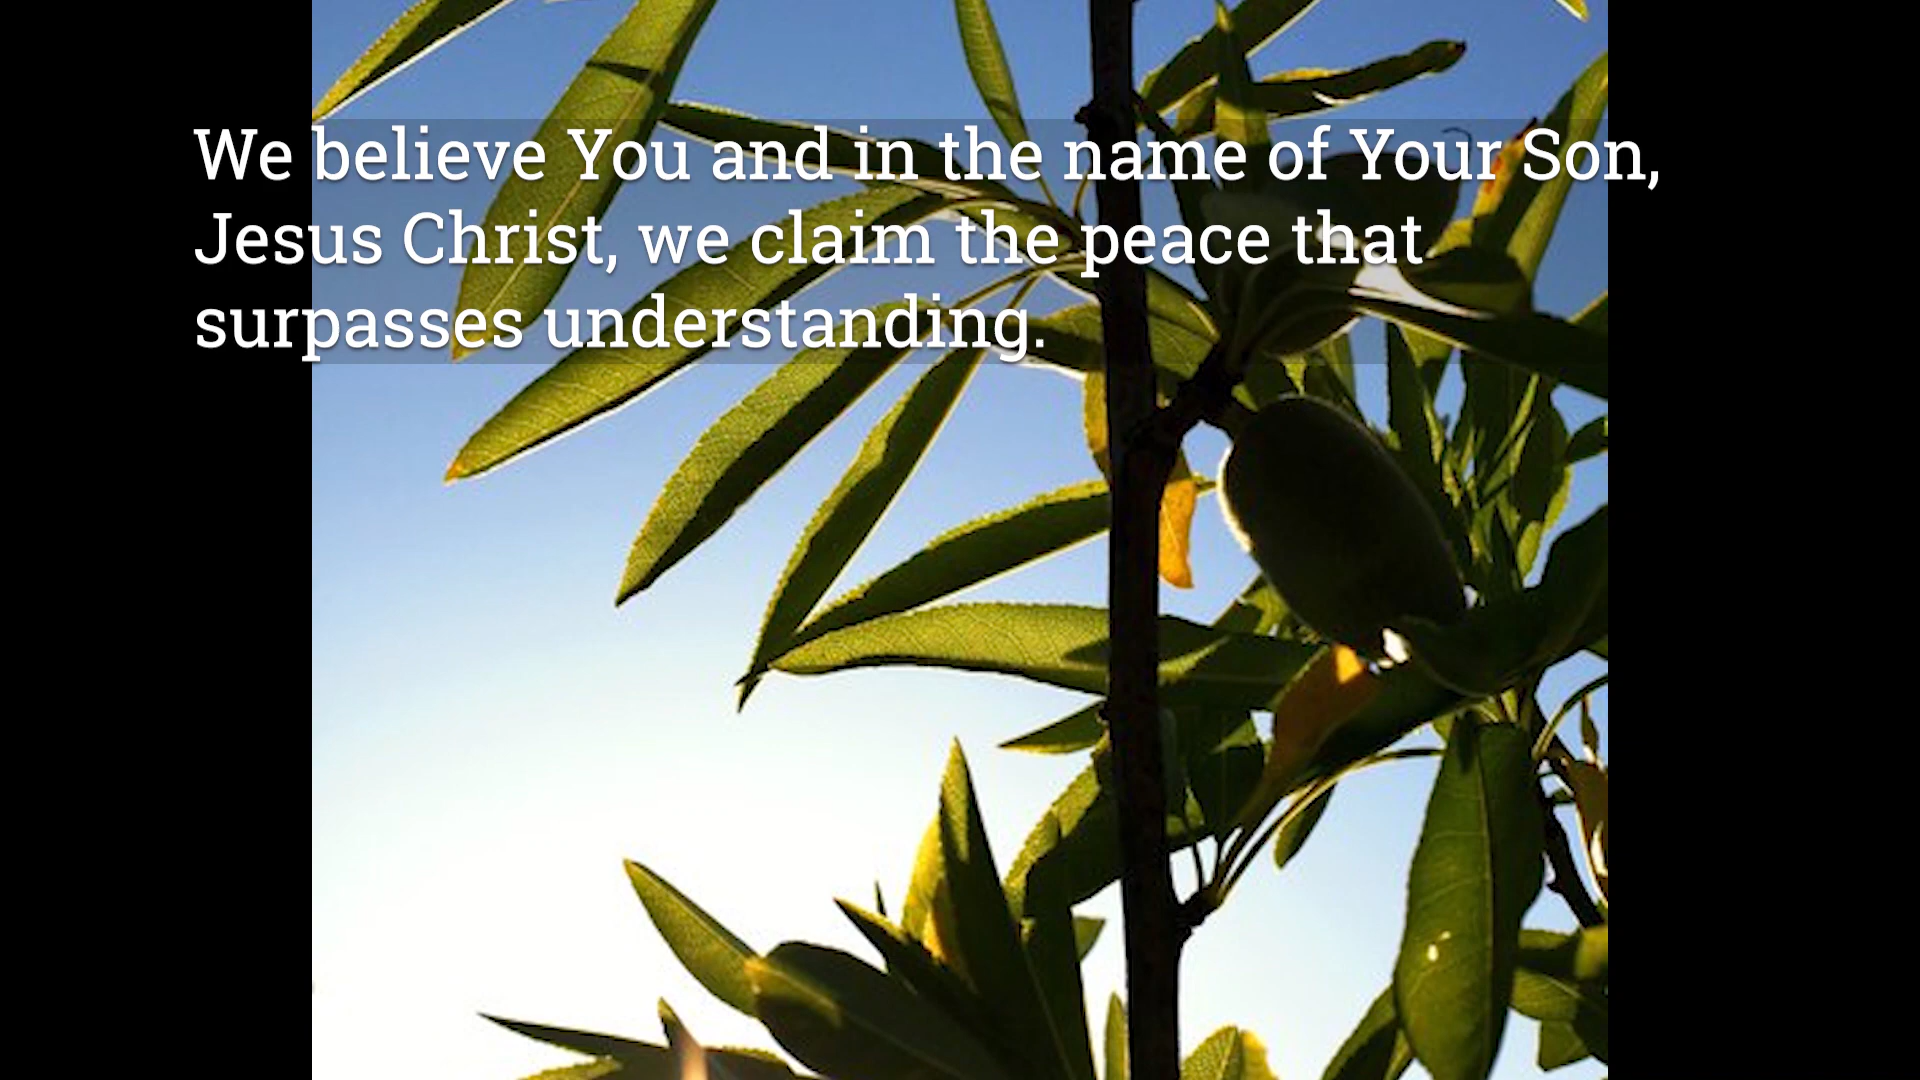 We believe You and in the name of Your Son,
Jesus Christ, we claim the peace that
surpasses understanding.